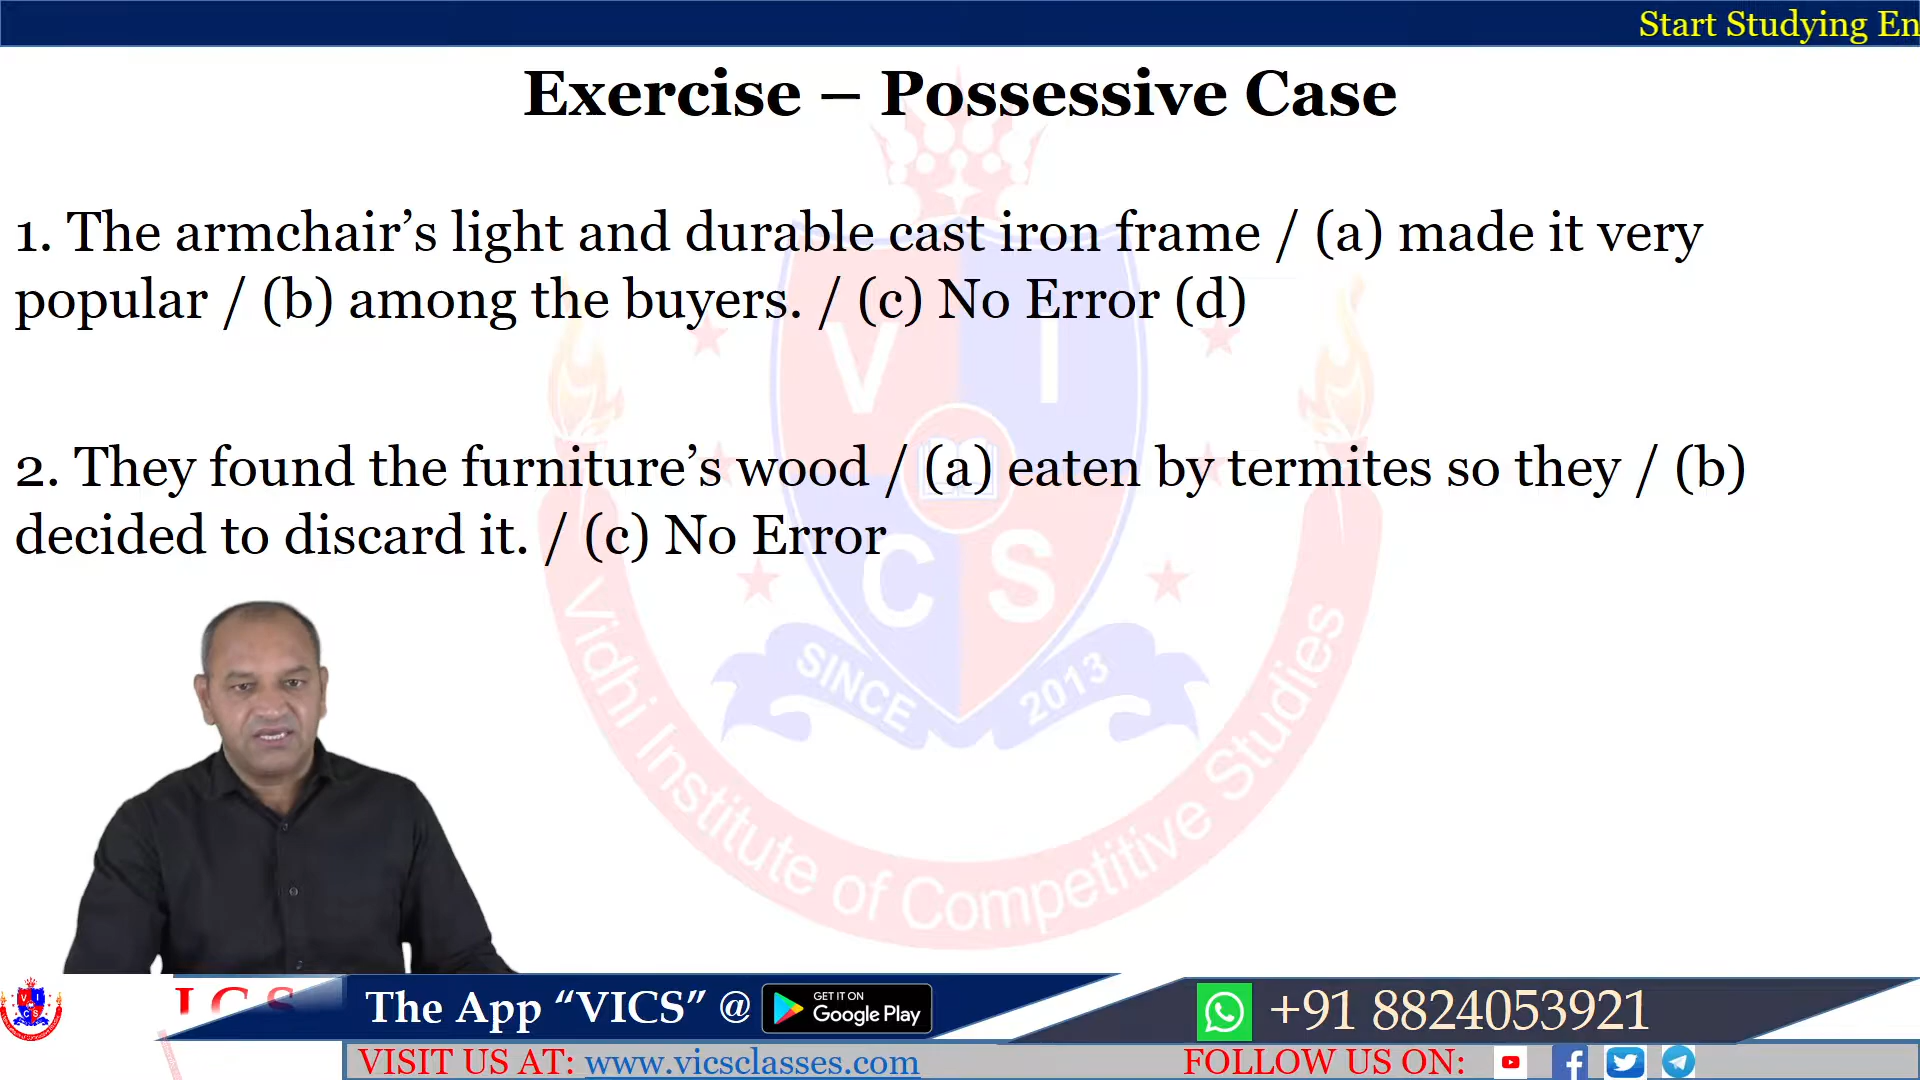 Start Studying En
Exercise – Possessive Case
1. The armchair’s light and durable cast iron frame / (a) made it very
popular / (b) among the buyers. / (c) No Error (d)
2. They found the furniture’s wood / (a) eaten by termites so they / (b)
decided to discard it. / (c) No Error
V I
C S
SINCE 2013
Vidhi Institute of Competitive Studies
I C S
The App “VICS” @
GET IT ON
Google Play
+91 8824053921
VISIT US AT: www.vicsclasses.com
FOLLOW US ON: